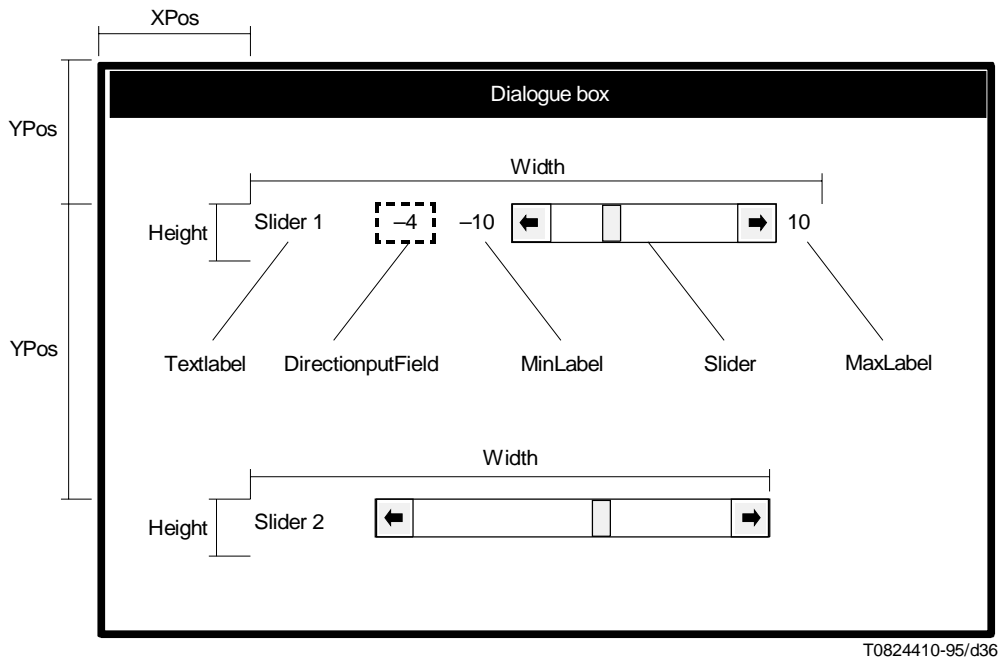 XPos
Dialogue box
YPos
Width
Height
Slider 1
–4
–10
10
YPos
Textlabel
DirectionputField
MinLabel
Slider
MaxLabel
Width
Height
Slider 2
T0824410-95/d36